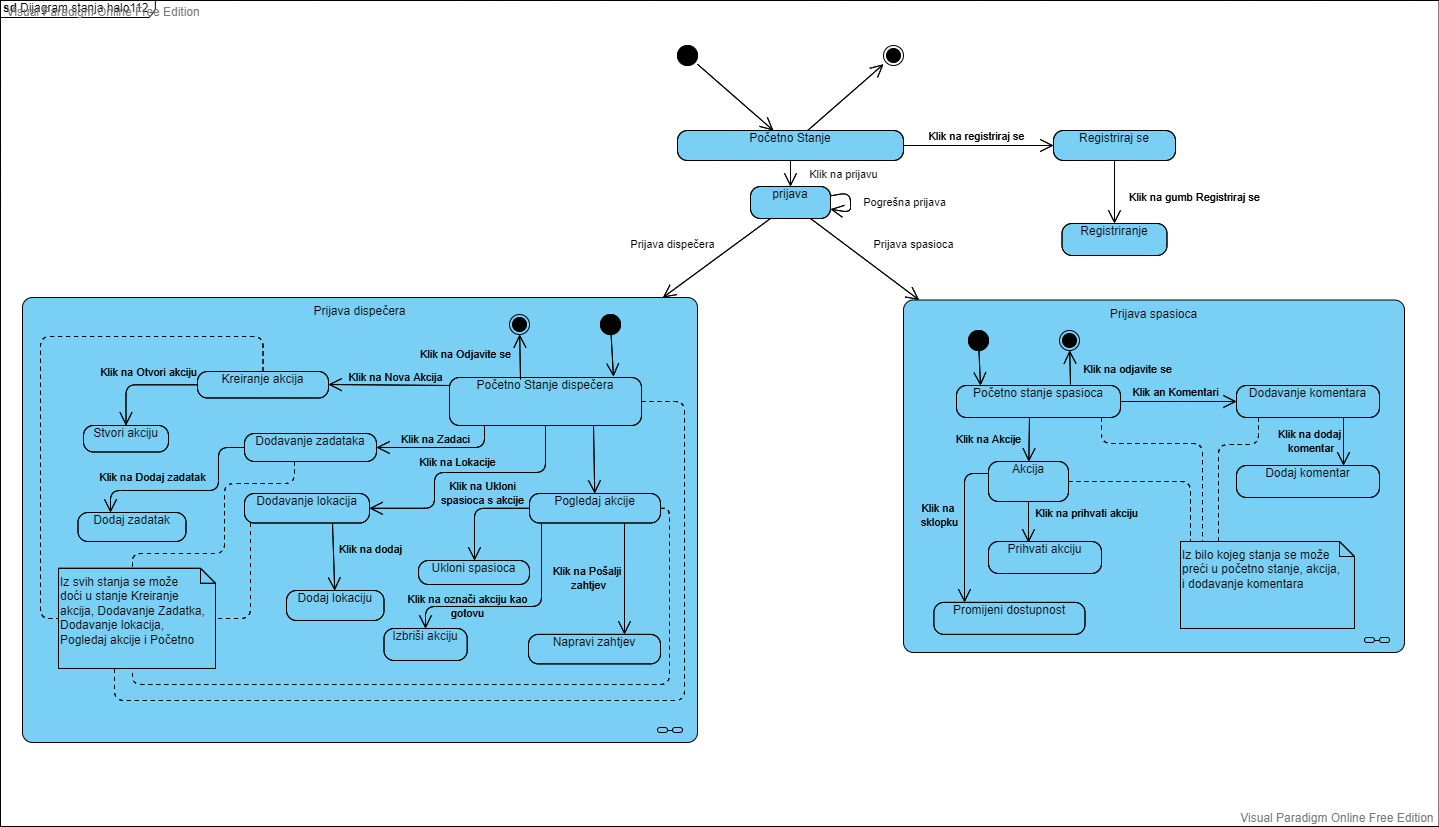 sd Dijagram stanja halo112
Visual Paradigm Online Free Edition
Početno Stanje
Klik na registriraj se
Registriraj se
Klik na prijavu
prijava
Pogrešna prijava
Klik na gumb Registriraj se
Registriranje
Prijava dispečera
Prijava spasioca
Prijava dispečera
Klik na Odjavite se
Klik na Otvori akciju
Kreiranje akcija
Klik na Nova Akcija
Početno Stanje dispečera
Stvori akciju
Dodavanje zadataka
Klik na Zadaci
Klik na Lokacije
Klik na Dodaj zadatak
Klik na Ukloni
spasioca s akcije
Dodavanje lokacija
Pogledaj akcije
Dodaj zadatak
Klik na dodaj
Ukloni spasioca
Klik na Pošalji
zahtjev
Iz svih stanja se može
doći u stanje Kreiranje
akcija, Dodavanje Zadatka,
Dodavanje lokacija,
Pogledaj akcije i Početno
Dodaj lokaciju
Klik na označi akciju kao
gotovu
Izbriši akciju
Napravi zahtjev
Prijava spasioca
Klik na odjavite se
Početno stanje spasioca
Klik an Komentari
Dodavanje komentara
Klik na Akcije
Klik na dodaj
komentar
Akcija
Dodaj komentar
Klik na
sklopku
Klik na prihvati akciju
Prihvati akciju
Iz bilo kojeg stanja se može
preći u početno stanje, akcija,
i dodavanje komentara
Promijeni dostupnost
Visual Paradigm Online Free Edition